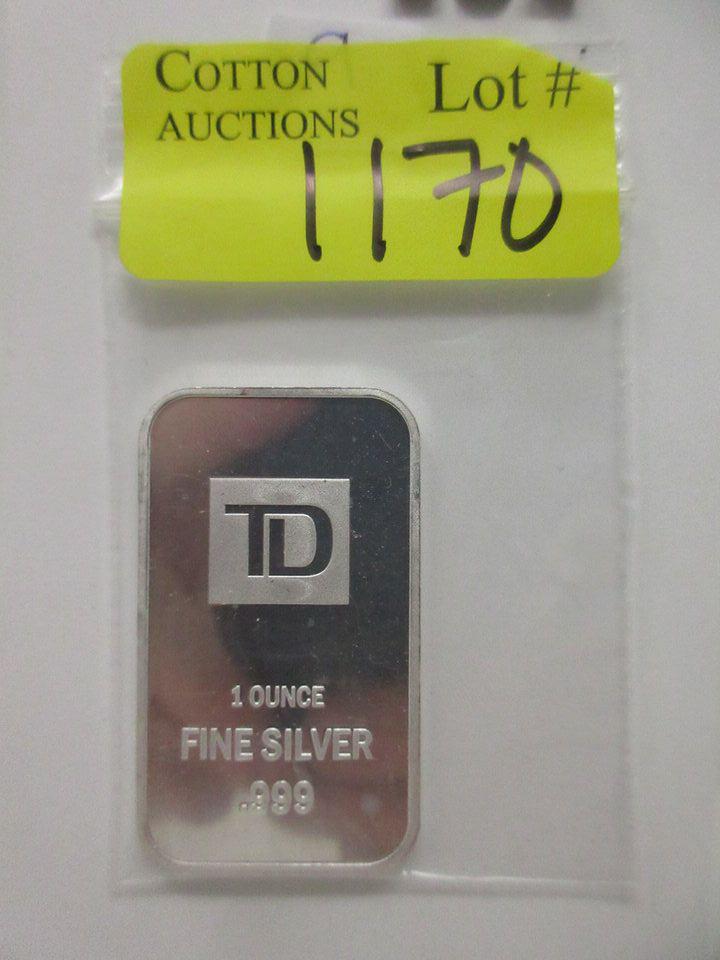 COTTON
AUCTIONS
Lot #
1170
TD
1 OUNCE
FINE SILVER
.999